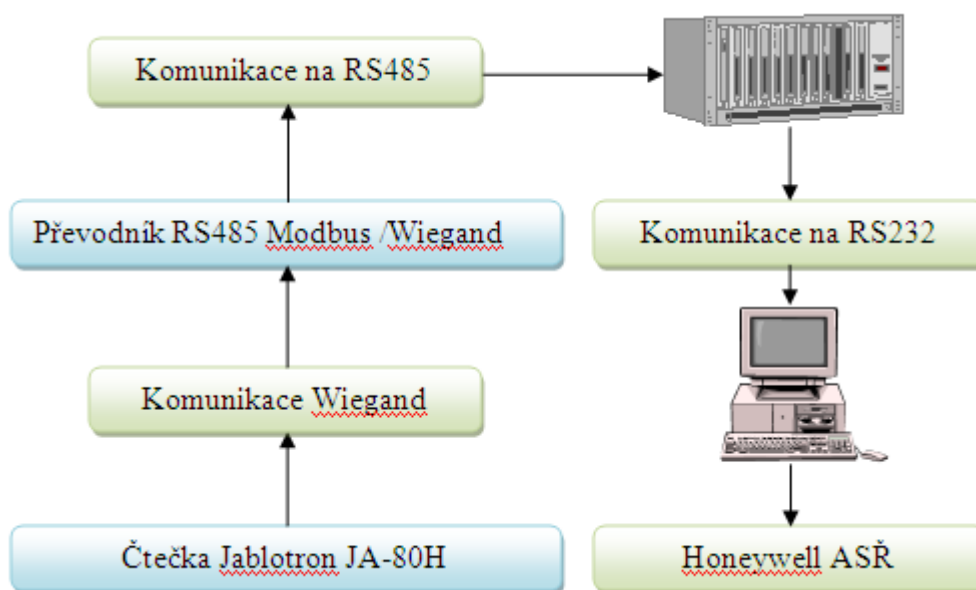 Komunikace na RS485
Převodník RS485 Modbus /Wiegand
Komunikace na RS232
Komunikace Wiegand
Čtečka Jablotron JA-80H
Honeywell ASŘ